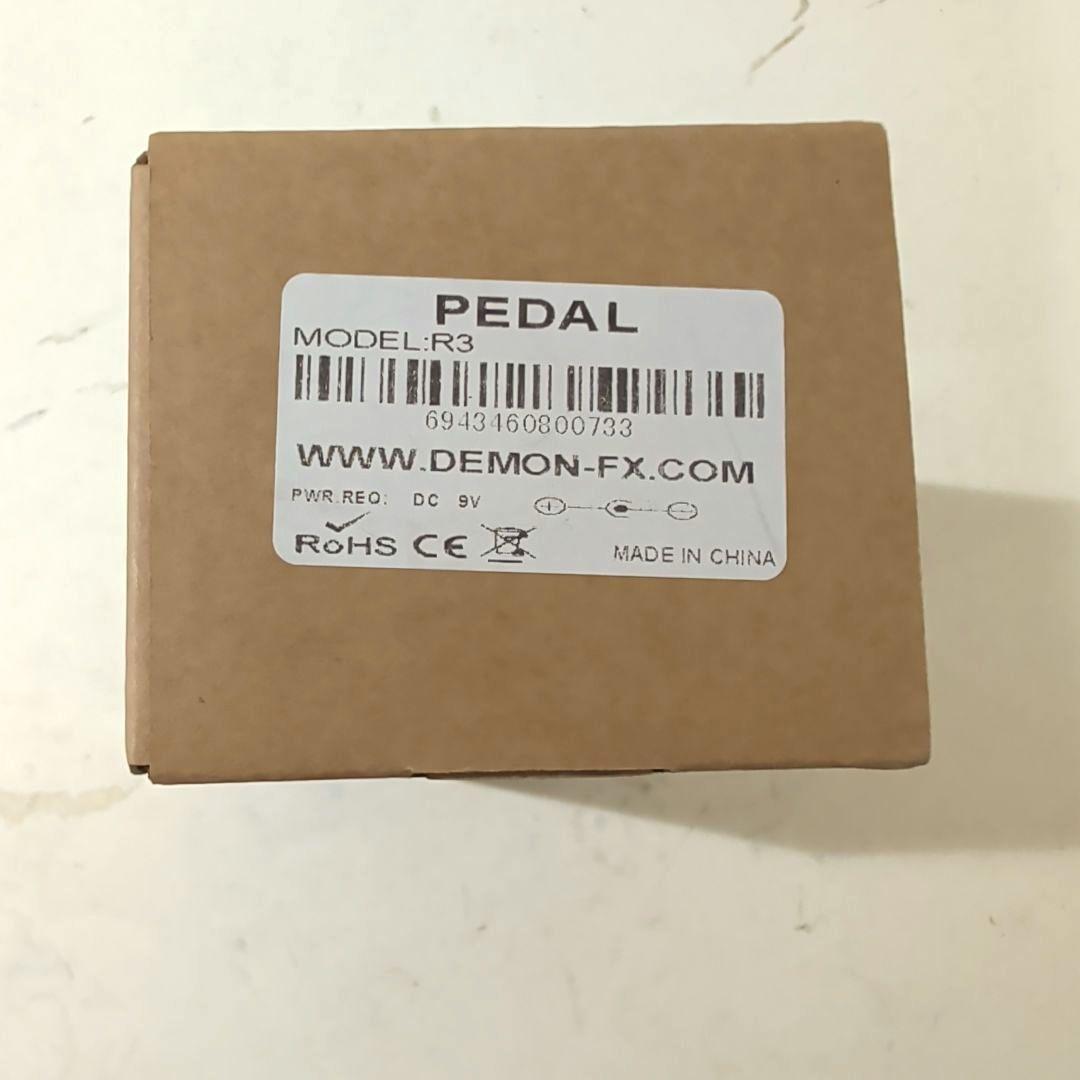 PEDAL
MODEL:R3
6943460800733
WWW.DEMON-FX.COM
PWR.REQ: DC 9V
RoHS CE
MADE IN CHINA